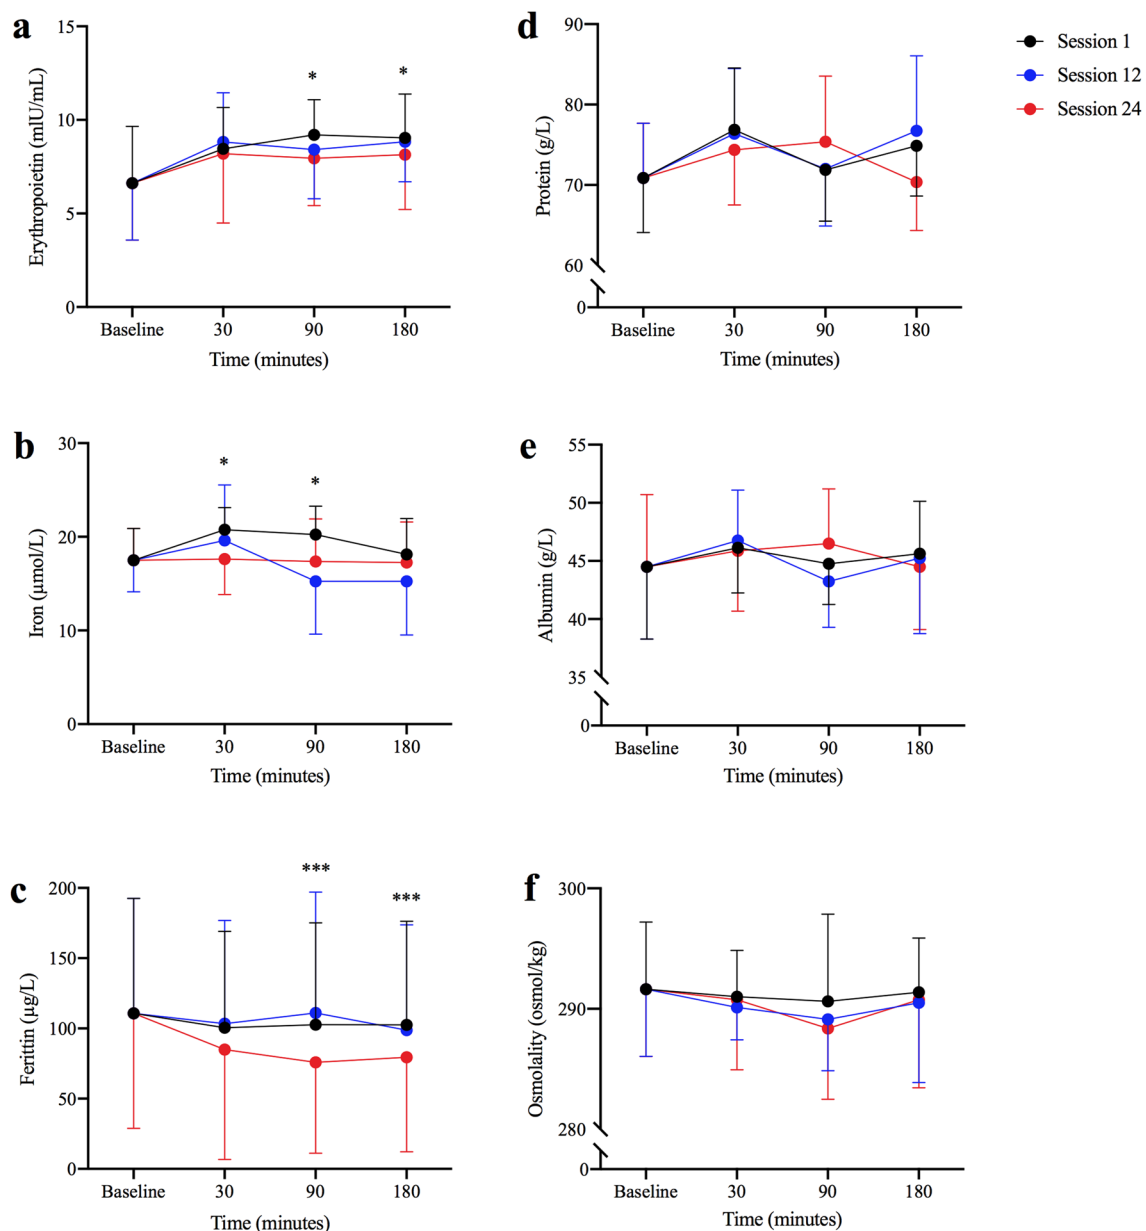 a
15
10
5
0
Erythropoietin (mIU/mL)
*
*
Baseline 30 90 180
Time (minutes)
d
90
80
70
60
0
Protein (g/L)
Baseline 30 90 180
Time (minutes)
Session 1
Session 12
Session 24
b
30
20
10
0
Iron (µmol/L)
*
*
Baseline 30 90 180
Time (minutes)
e
55
50
45
40
35
0
Albumin (g/L)
Baseline 30 90 180
Time (minutes)
c
200
150
100
50
0
Ferittin (µg/L)
***
***
Baseline 30 90 180
Time (minutes)
f
300
290
280
0
Osmolality (osmol/kg)
Baseline 30 90 180
Time (minutes)